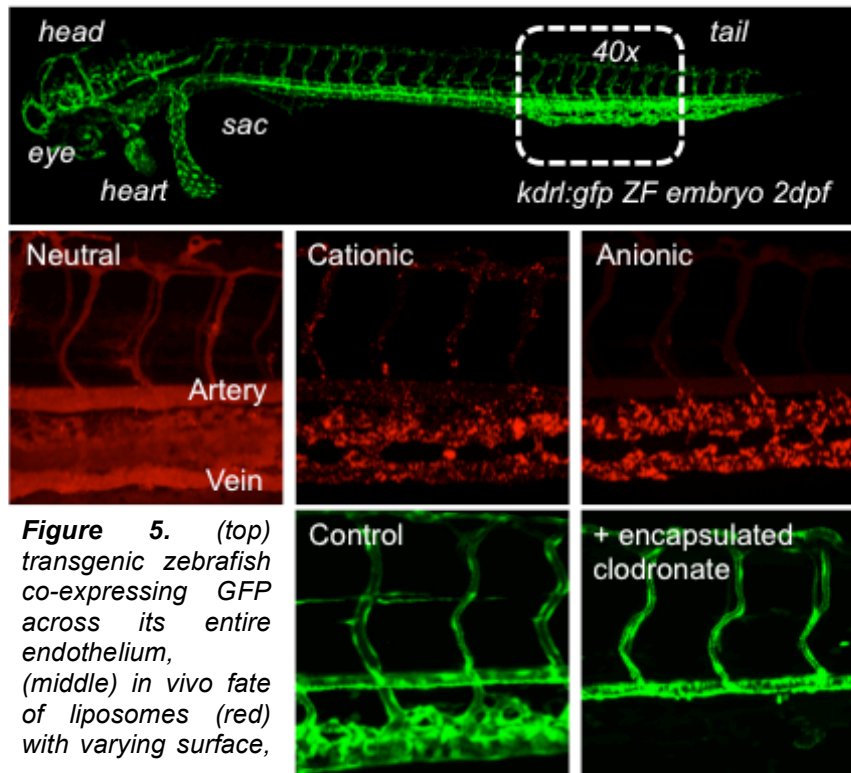 head
40x
tail
sac
eye
heart
kdrl:gfp ZF embryo 2dpf
Neutral
Cationic
Anionic
Artery
Vein
Figure 5. (top)
transgenic zebrafish
co-expressing GFP
across its entire
endothelium,
(middle) in vivo fate
of liposomes (red)
with varying surface,
Control
+ encapsulated
clodronate